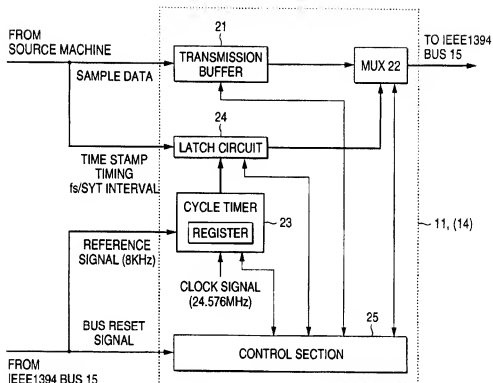 FROM
SOURCE MACHINE
21
TRANSMISSION
BUFFER
MUX 22
TO IEEE1394
BUS 15
SAMPLE DATA
24
LATCH CIRCUIT
TIME STAMP
TIMING
fs/SYT INTERVAL
CYCLE TIMER
REGISTER
23
11, (14)
REFERENCE
SIGNAL (8KHz)
CLOCK SIGNAL
(24.576MHz)
BUS RESET
SIGNAL
25
CONTROL SECTION
FROM
IEEE1394 BUS 15